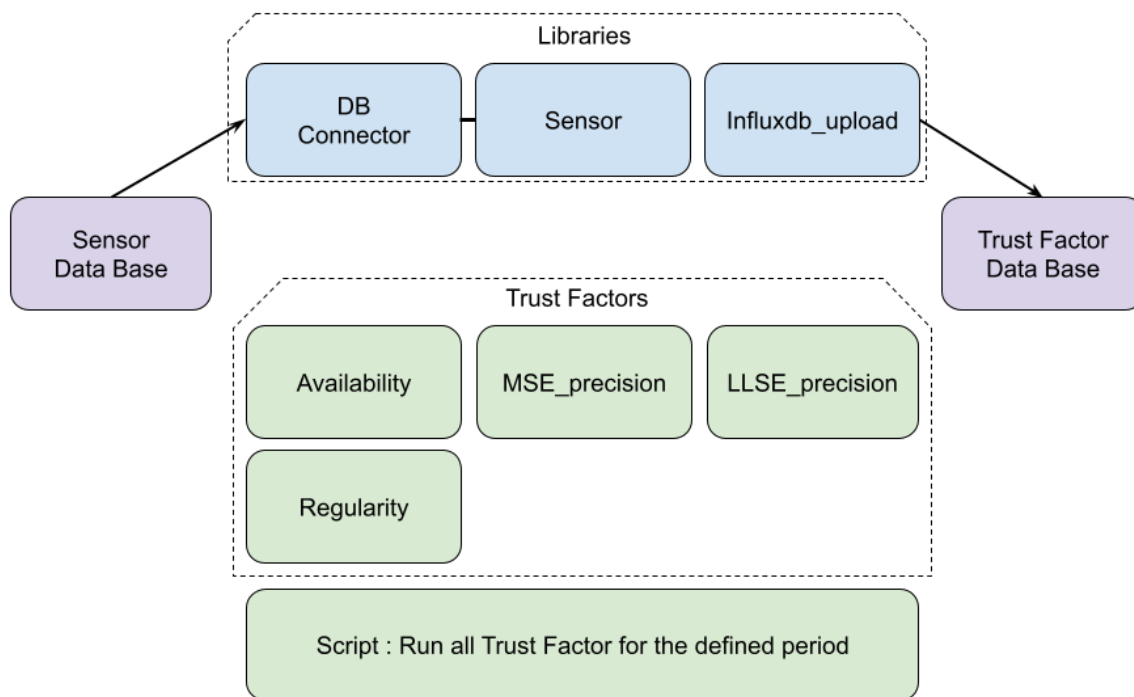 Libraries
DB
Connector
Sensor
Influxdb_upload
Sensor
Data Base
Trust Factor
Data Base
Trust Factors
Availability
MSE_precision
LLSE_precision
Regularity
Script : Run all Trust Factor for the defined period